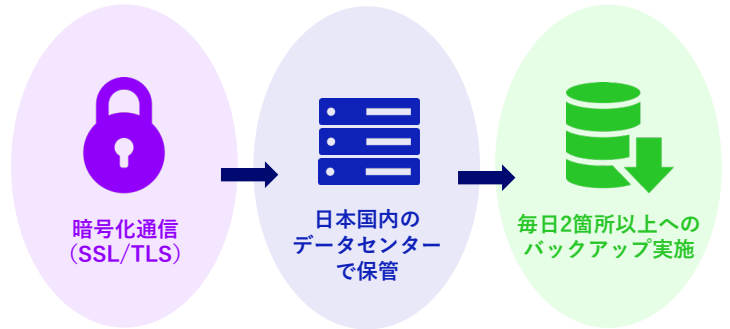 暗号化通信
（SSL/TLS）
日本国内の
データセンター
で保管
毎日2箇所以上への
バックアップ実施